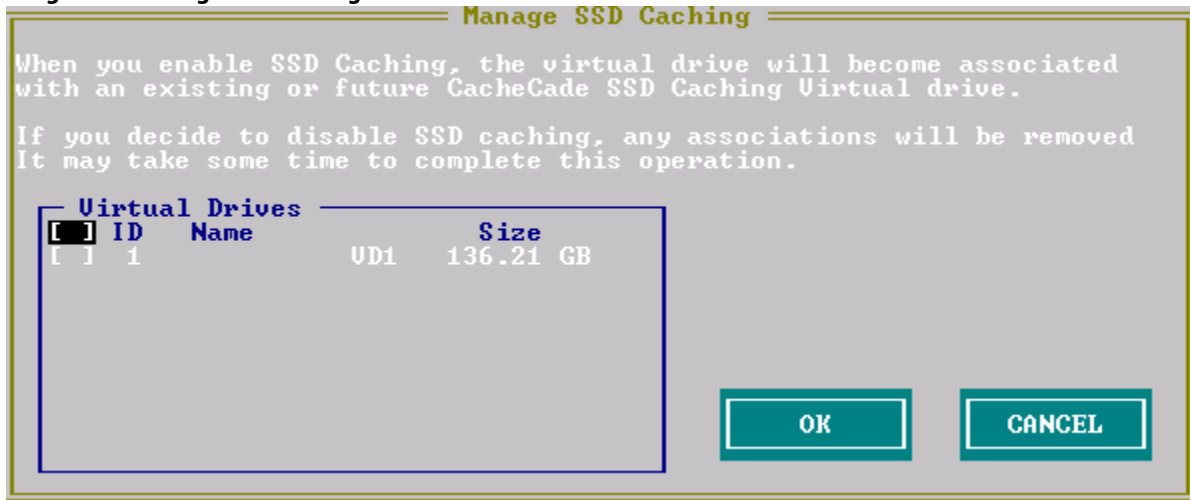 Manage SSD Caching
When you enable SSD Caching, the virtual drive will become associated
with an existing or future CacheCade SSD Caching Virtual drive.
If you decide to disable SSD caching, any associations will be removed
It may take some time to complete this operation.
Virtual Drives
[ ] ID Name Size
[ ] 1 VD1 136.21 GB
OK CANCEL